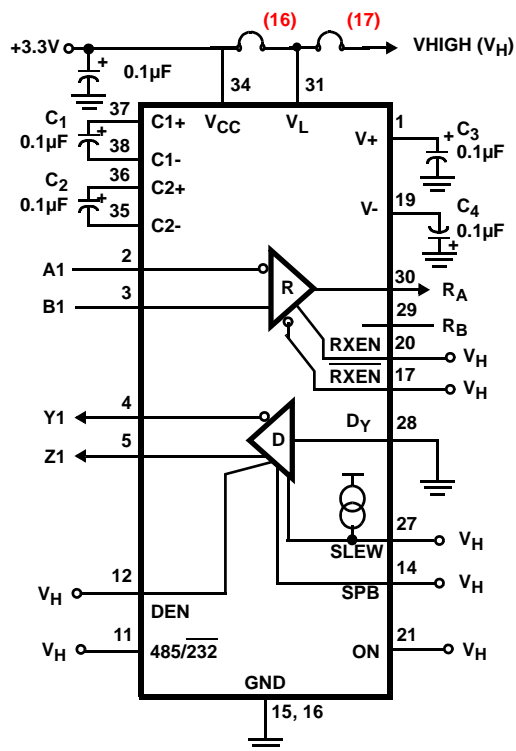 (16) (17)
+3.3V VHIGH (VH)
+ 0.1µF
34 31
C1 37 C1+ VCC VL 1
0.1µF + V+ + C3
38 C1- 0.1µF
C2 36 C2+
0.1µF + 19
35 C2- V- C4
0.1µF
+
A1 2 R 30 RA
B1 3 29 RB
RXEN 20 VH
RXEN 17 VH
Y1 4 DY 28
Z1 5 D
27
SLEW VH
14
SPB VH
VH 12
DEN
VH 11 21 VH
485/232 ON
GND
15, 16